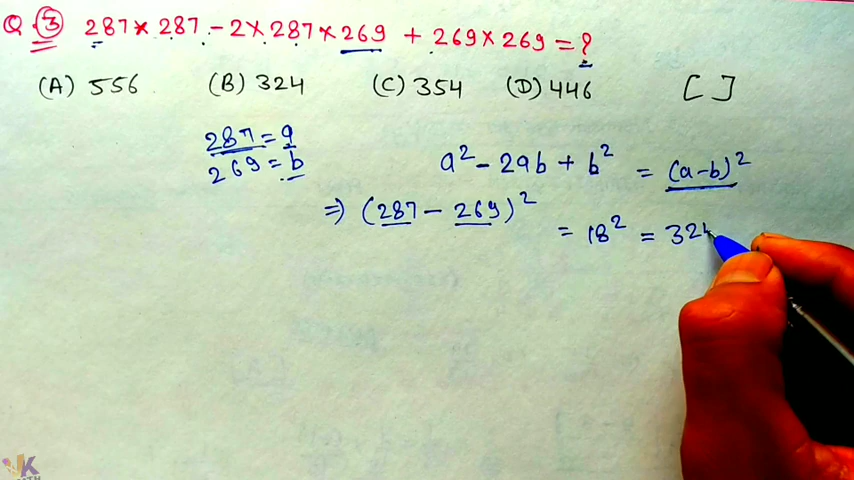 Q. ③ 287×287-2×287×269 + 269×269 = ?
(A) 556 (B) 324 (C) 354 (D) 446 [ ]
287 = a
269 = b
a² - 2ab + b² = (a-b)²
⇒ (287 - 269)²
= 18² = 324